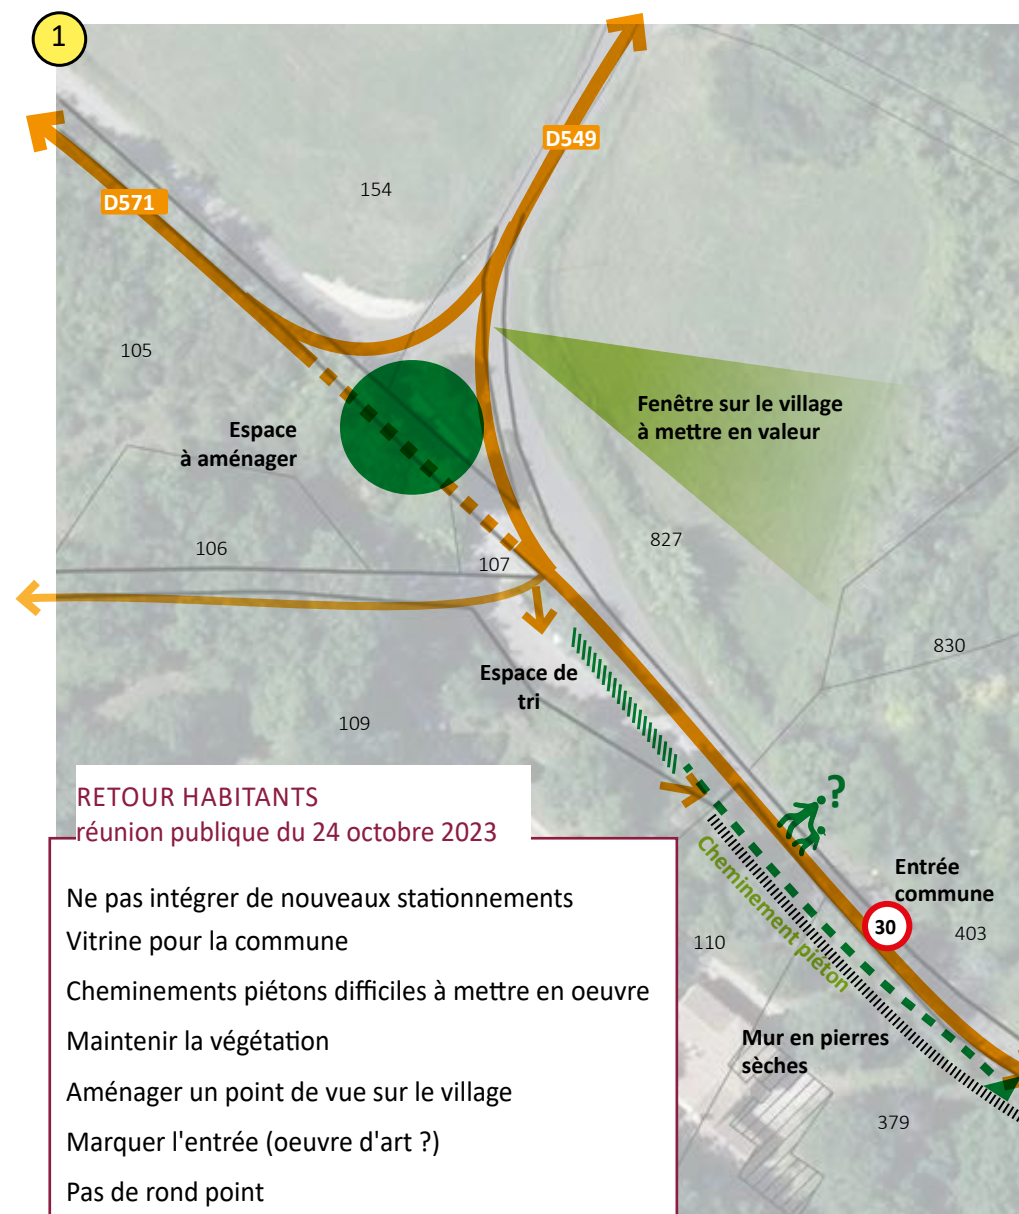 1
D549
D571
154
105
Fenêtre sur le village
à mettre en valeur
Espace
à aménager
827
106
107
830
Espace de
tri
109
RETOUR HABITANTS
réunion publique du 24 octobre 2023
Ne pas intégrer de nouveaux stationnements
Vitrine pour la commune
Cheminements piétons difficiles à mettre en oeuvre
Maintenir la végétation
Aménager un point de vue sur le village
Marquer l'entrée (oeuvre d'art ?)
Pas de rond point
?
Cheminement piéton
Entrée
commune
30
403
110
Mur en pierres
sèches
379